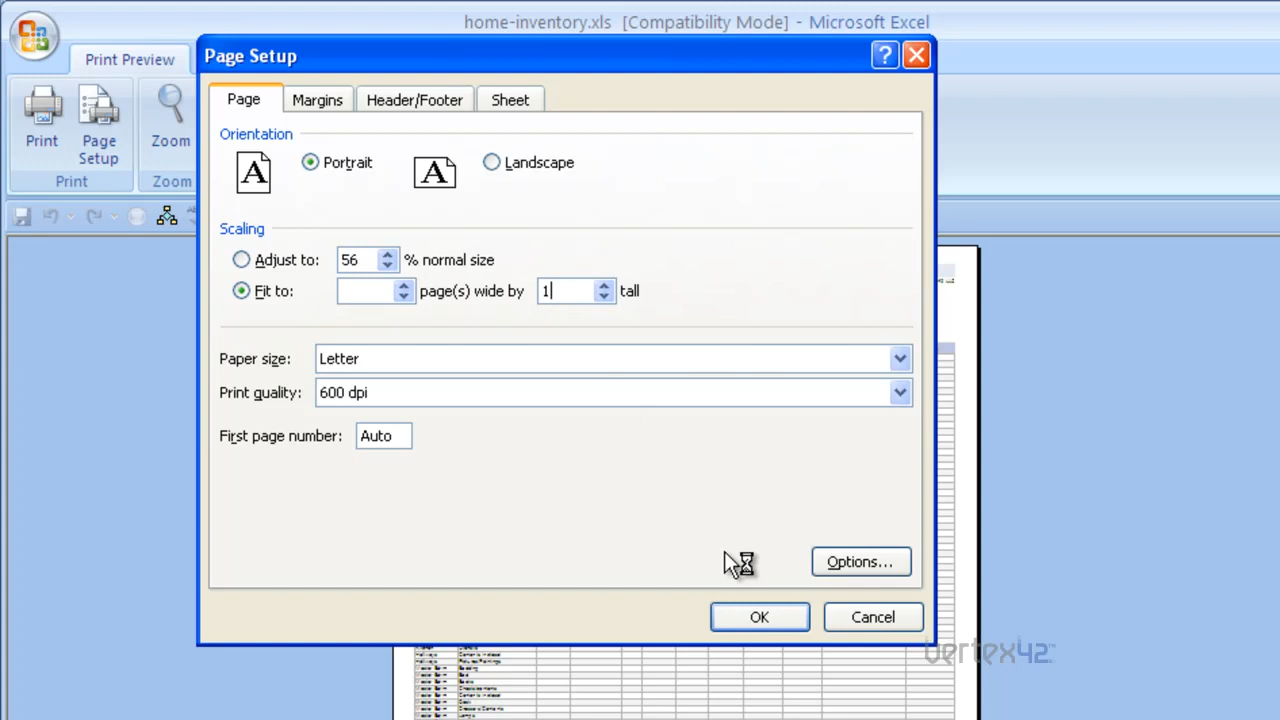 home-inventory.xls [Compatibility Mode] - Microsoft Excel
Print Preview
Page Setup
?
Print
Page Setup
Zoom
Print
Zoom
Page
Margins
Header/Footer
Sheet
Orientation
A
Portrait
A
Landscape
Scaling
Adjust to: 56 % normal size
Fit to: page(s) wide by 1 tall
Paper size: Letter
Print quality: 600 dpi
First page number: Auto
Options...
OK
Cancel
vertex42™